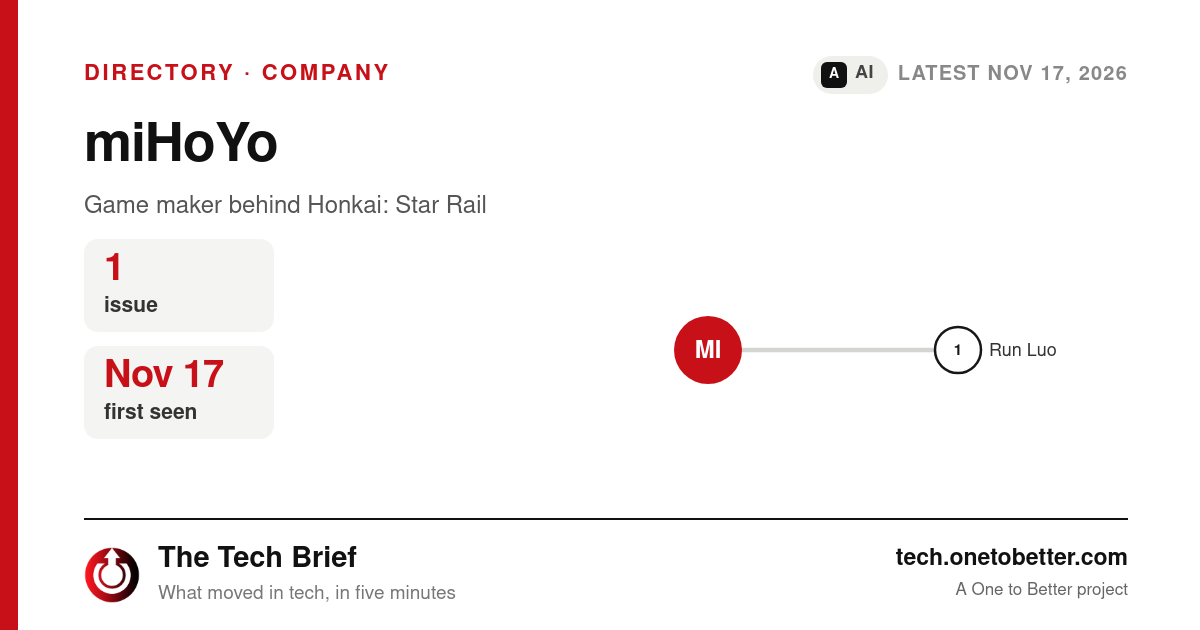 DIRECTORY · COMPANY
A AI LATEST NOV 17, 2026
miHoYo
Game maker behind Honkai: Star Rail
1
issue
Nov 17
first seen
MI
1 Run Luo
The Tech Brief
What moved in tech, in five minutes
tech.onetobetter.com
A One to Better project